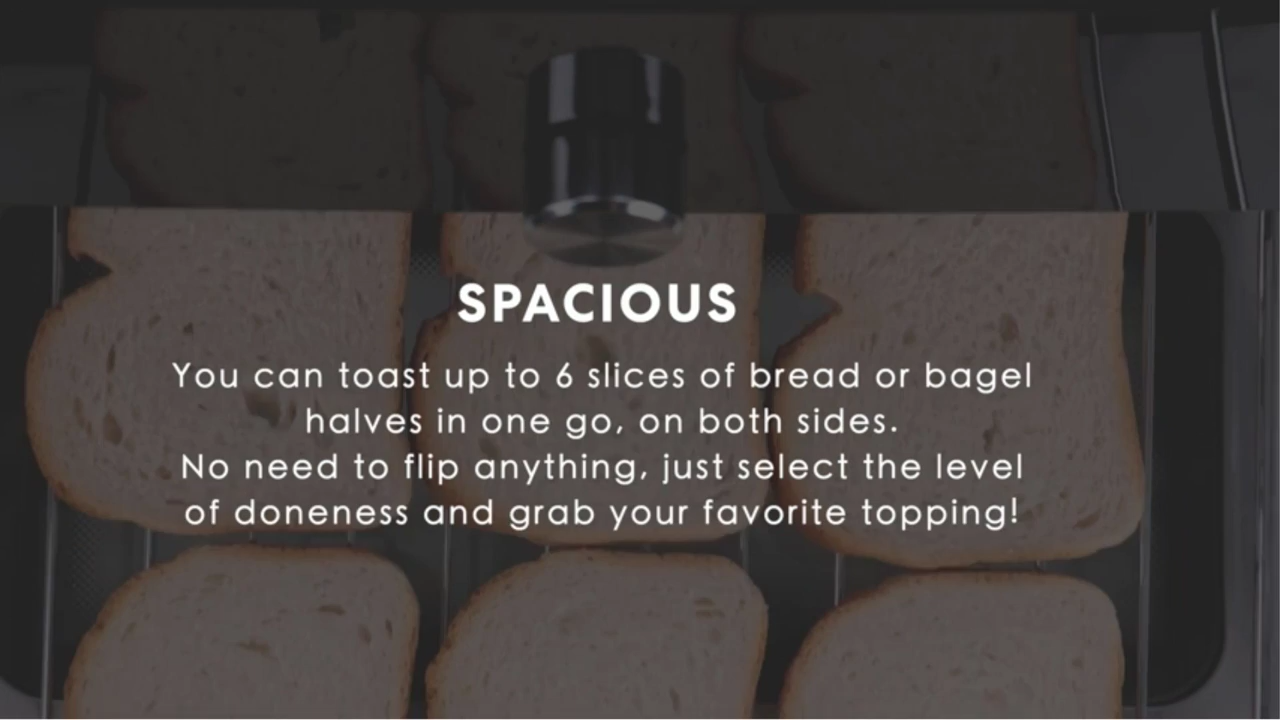 SPACIOUS
You can toast up to 6 slices of bread or bagel
halves in one go, on both sides.
No need to flip anything, just select the level
of doneness and grab your favorite topping!